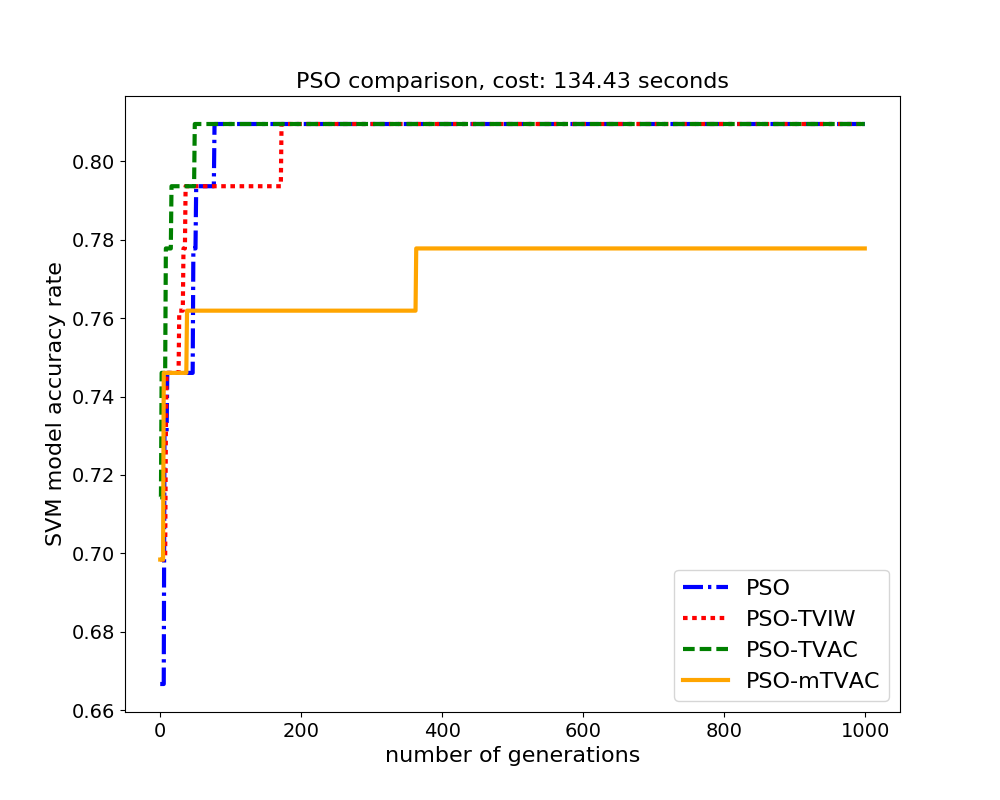 PSO comparison, cost: 134.43 seconds
SVM model accuracy rate
0.80
0.78
0.76
0.74
0.72
0.70
0.68
0.66
0 200 400 600 800 1000
number of generations
PSO
PSO-TVIW
PSO-TVAC
PSO-mTVAC